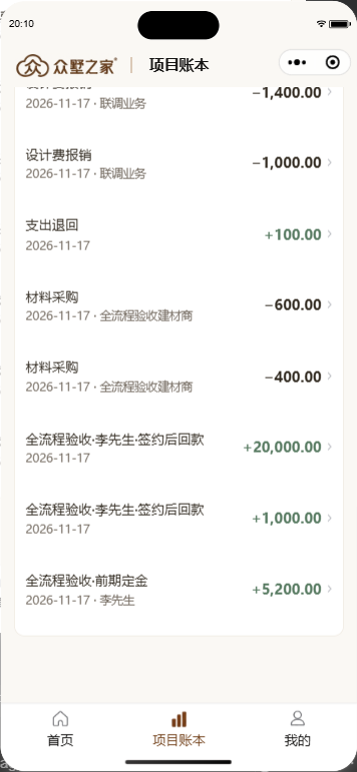 20:10
众墅之家 | 项目账本
设计费报销
−1,400.00
2026-11-17 · 联调业务
设计费报销
−1,000.00
2026-11-17 · 联调业务
支出退回
+100.00
2026-11-17
材料采购
−600.00
2026-11-17 · 全流程验收建材商
材料采购
−400.00
2026-11-17 · 全流程验收建材商
全流程验收·李先生·签约后回款
+20,000.00
2026-11-17
全流程验收·李先生·签约后回款
+1,000.00
2026-11-17
全流程验收·前期定金
+5,200.00
2026-11-17 · 李先生
首页 项目账本 我的